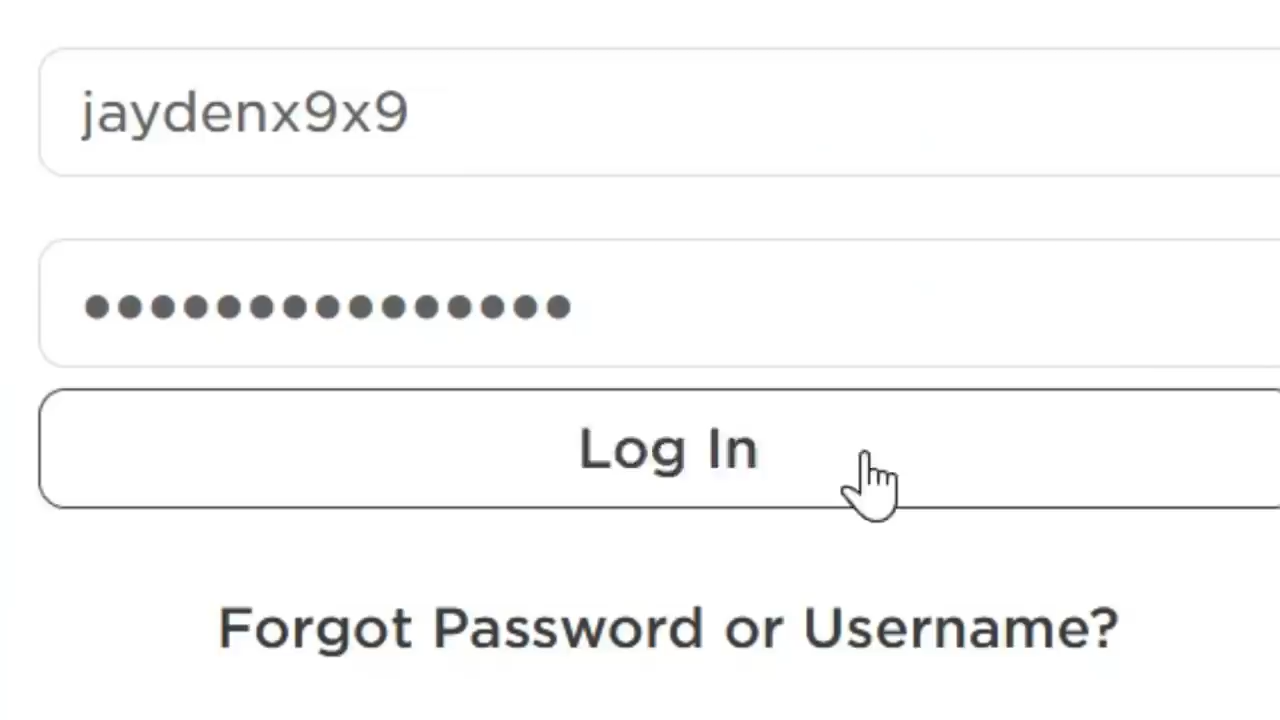 jaydenx9x9
•••••••••••••••
Log In
Forgot Password or Username?